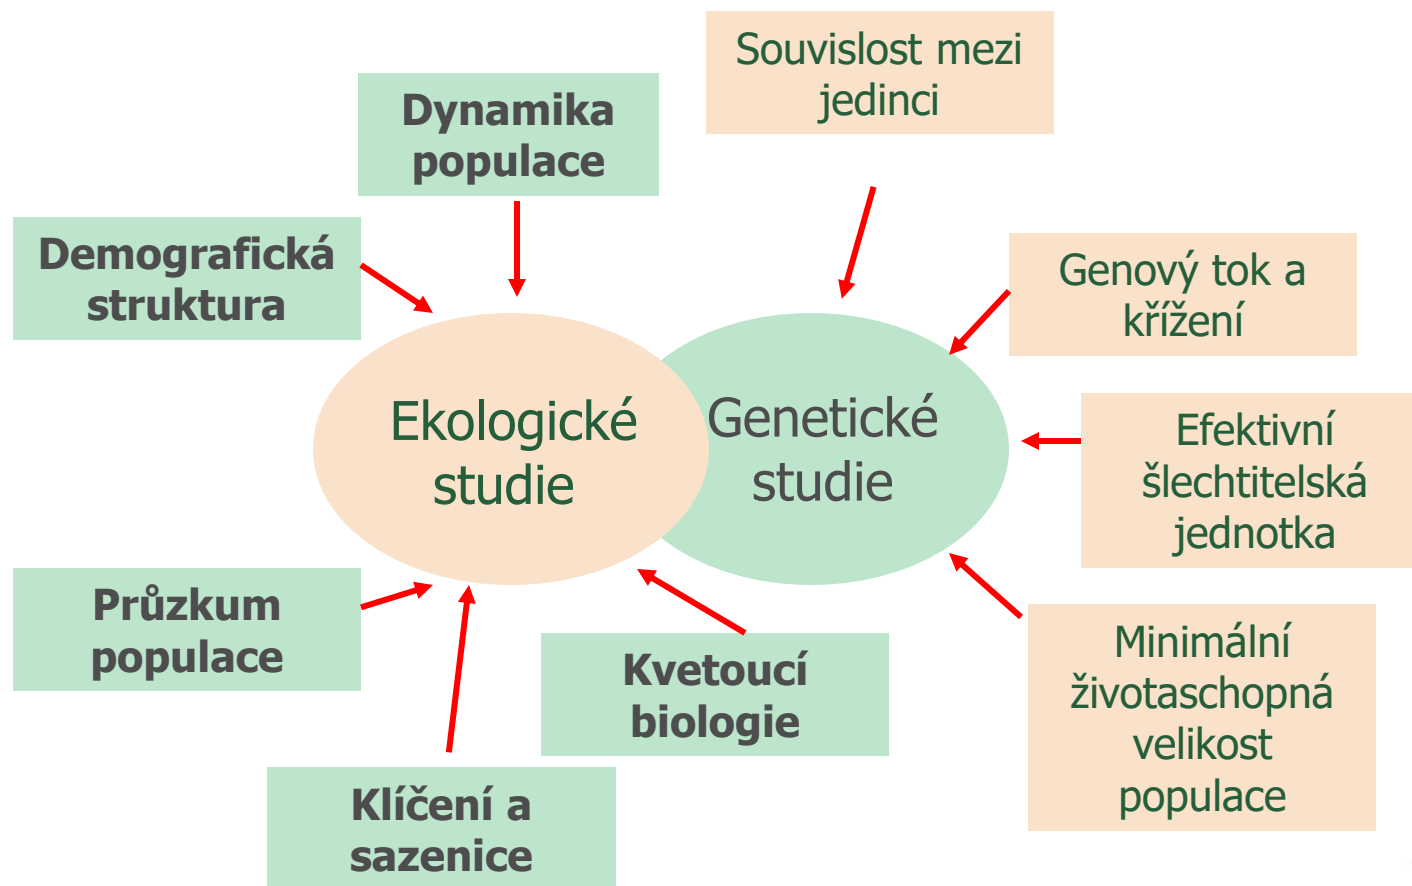 Souvislost mezi
jedinci
Dynamika
populace
Demografická
struktura
Genový tok a
křížení
Ekologické
studie
Genetické
studie
Efektivní
šlechtitelská
jednotka
Průzkum
populace
Kvetoucí
biologie
Minimální
životaschopná
velikost
populace
Klíčení a
sazenice